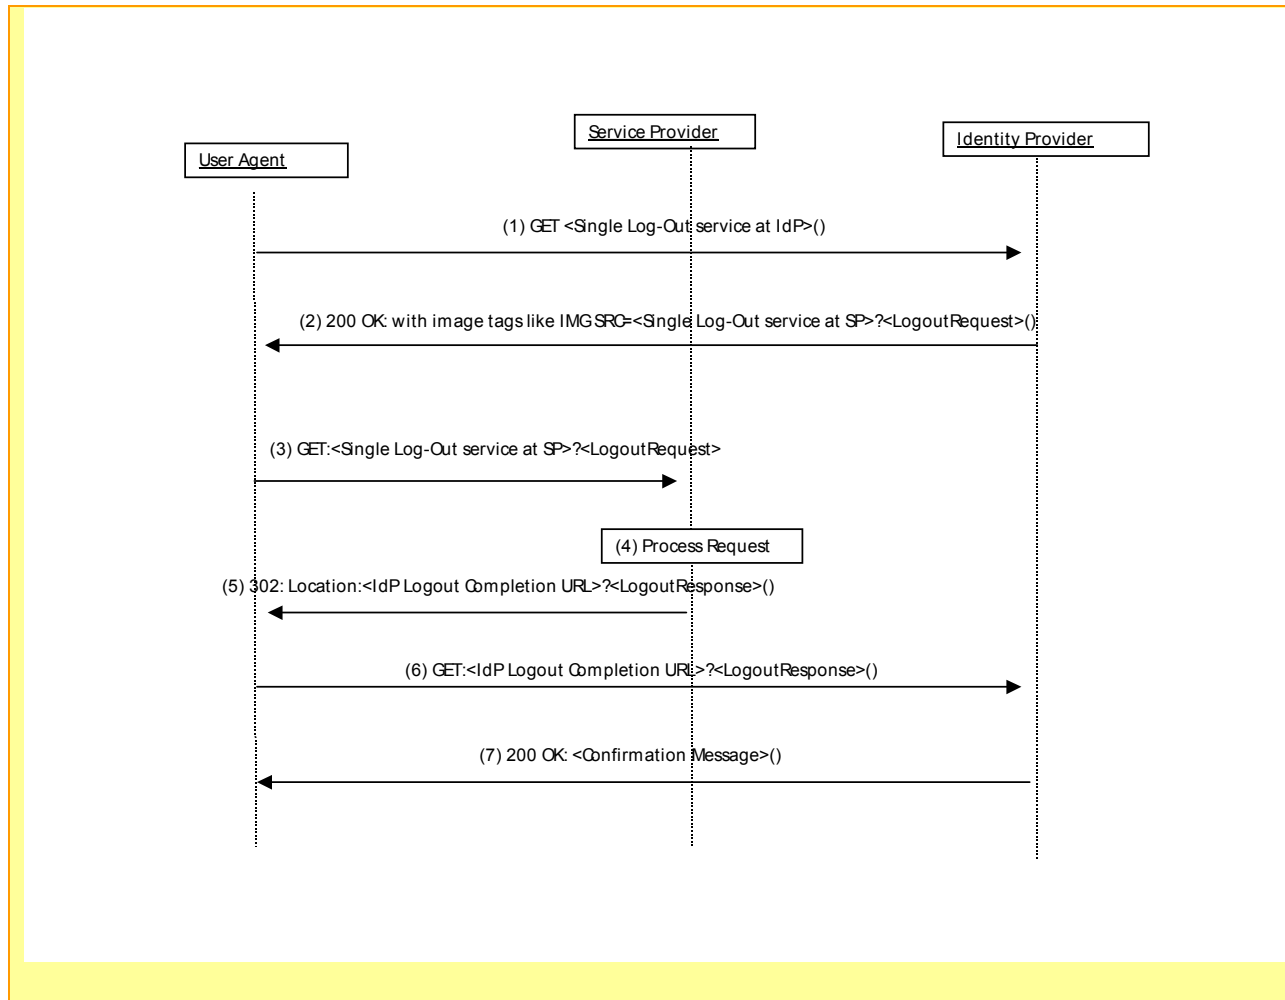 Service Provider
Identity Provider
User Agent
(1) GET <Single Log-Out service at IdP>()
(2) 200 OK: with image tags like IMG SRC=<Single Log-Out service at SP>?<LogoutRequest>()
(3) GET:<Single Log-Out service at SP>?<LogoutRequest>
(4) Process Request
(5) 302: Location:<IdP Logout Completion URL>?<LogoutResponse>()
(6) GET:<IdP Logout Completion URL>?<LogoutResponse>()
(7) 200 OK: <Confirmation Message>()